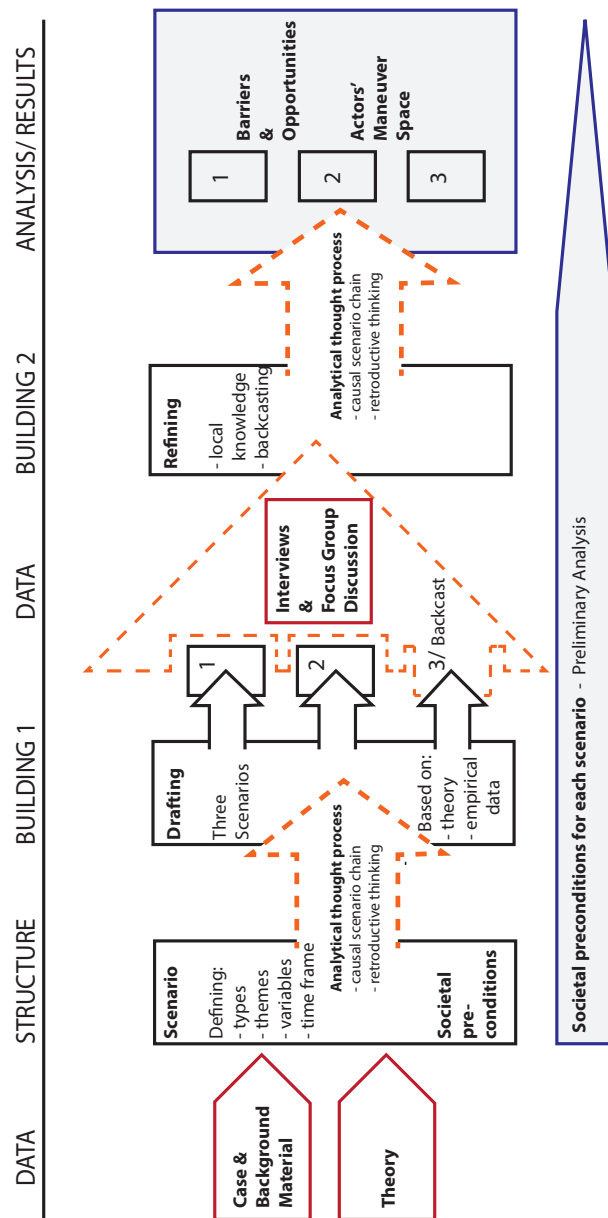 DATA
STRUCTURE
BUILDING 1
DATA
BUILDING 2
ANALYSIS/ RESULTS
Case &
Background
Material
Theory
Scenario
Defining:
- types
- themes
- variables
- time frame
Societal
pre-
conditions
Analytical thought process
- causal scenario chain
- retroductive thinking
Drafting
Three
Scenarios
Based on:
- theory
- empirical
data
1
2
3/ Backcast
Interviews
&
Focus Group
Discussion
Refining
- local
knowledge
- backcasting
Analytical thought process
- causal scenario chain
- retroductive thinking
1
2
3
Barriers
&
Opportunities
Actors'
Maneuver
Space
Societal preconditions for each scenario - Preliminary Analysis